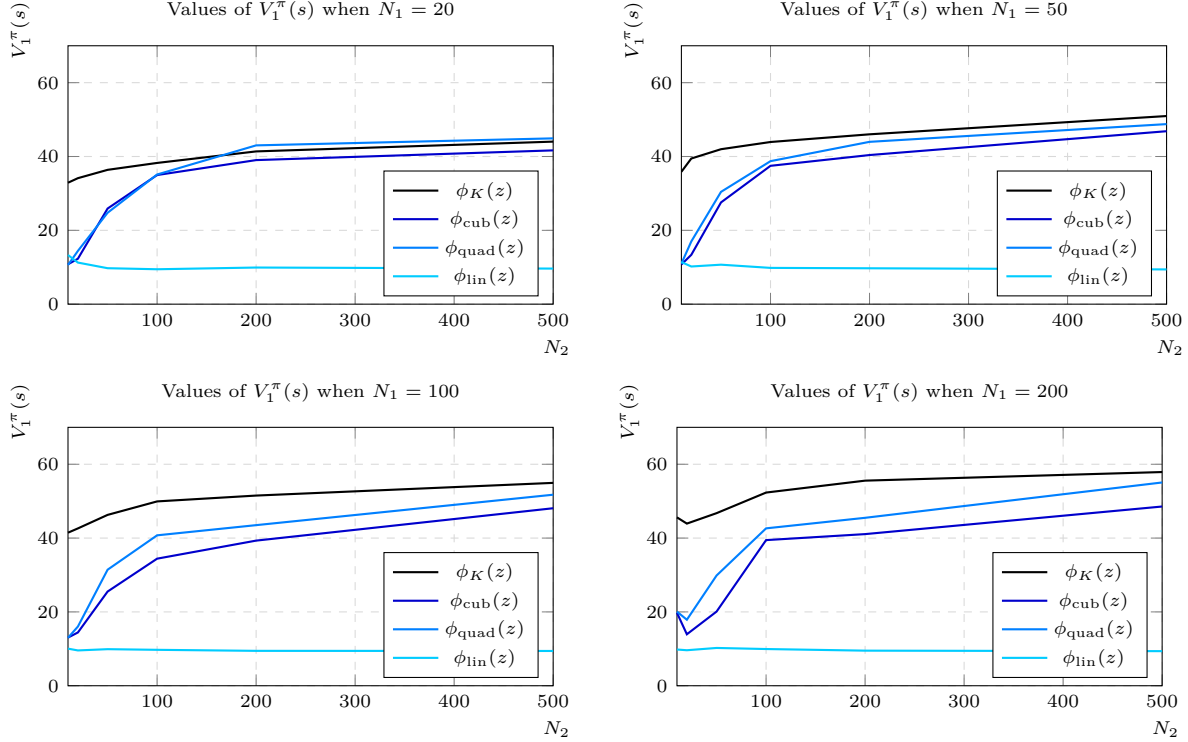 Values of $V_1^\pi(s)$ when $N_1 = 20$
$V_1^\pi(s)$
60
40
20
0
100 200 300 400 500
$N_2$
$\phi_K(z)$
$\phi_{\text{cub}}(z)$
$\phi_{\text{quad}}(z)$
$\phi_{\text{lin}}(z)$
Values of $V_1^\pi(s)$ when $N_1 = 50$
$V_1^\pi(s)$
60
40
20
0
100 200 300 400 500
$N_2$
$\phi_K(z)$
$\phi_{\text{cub}}(z)$
$\phi_{\text{quad}}(z)$
$\phi_{\text{lin}}(z)$
Values of $V_1^\pi(s)$ when $N_1 = 100$
$V_1^\pi(s)$
60
40
20
0
100 200 300 400 500
$N_2$
$\phi_K(z)$
$\phi_{\text{cub}}(z)$
$\phi_{\text{quad}}(z)$
$\phi_{\text{lin}}(z)$
Values of $V_1^\pi(s)$ when $N_1 = 200$
$V_1^\pi(s)$
60
40
20
0
100 200 300 400 500
$N_2$
$\phi_K(z)$
$\phi_{\text{cub}}(z)$
$\phi_{\text{quad}}(z)$
$\phi_{\text{lin}}(z)$